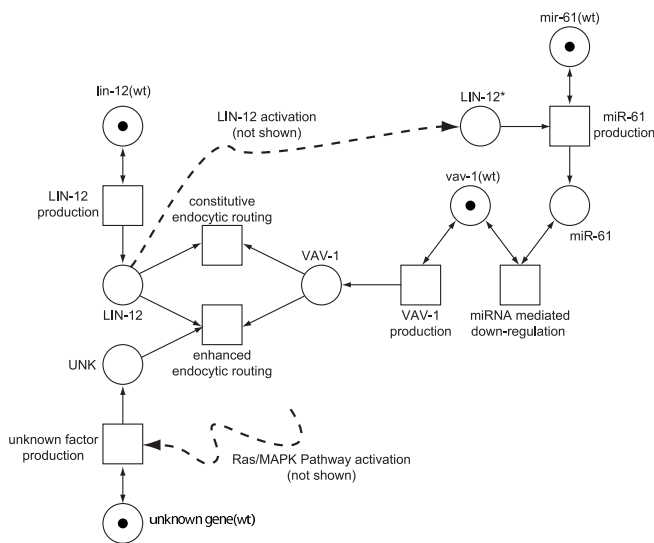 mir-61(wt)
lin-12(wt)
LIN-12 activation
(not shown)
LIN-12*
miR-61
production
LIN-12
production
constitutive
endocytic routing
vav-1(wt)
VAV-1
miR-61
LIN-12
VAV-1
production
miRNA mediated
down-regulation
UNK
enhanced
endocytic routing
unknown factor
production
Ras/MAPK Pathway activation
(not shown)
unknown gene(wt)